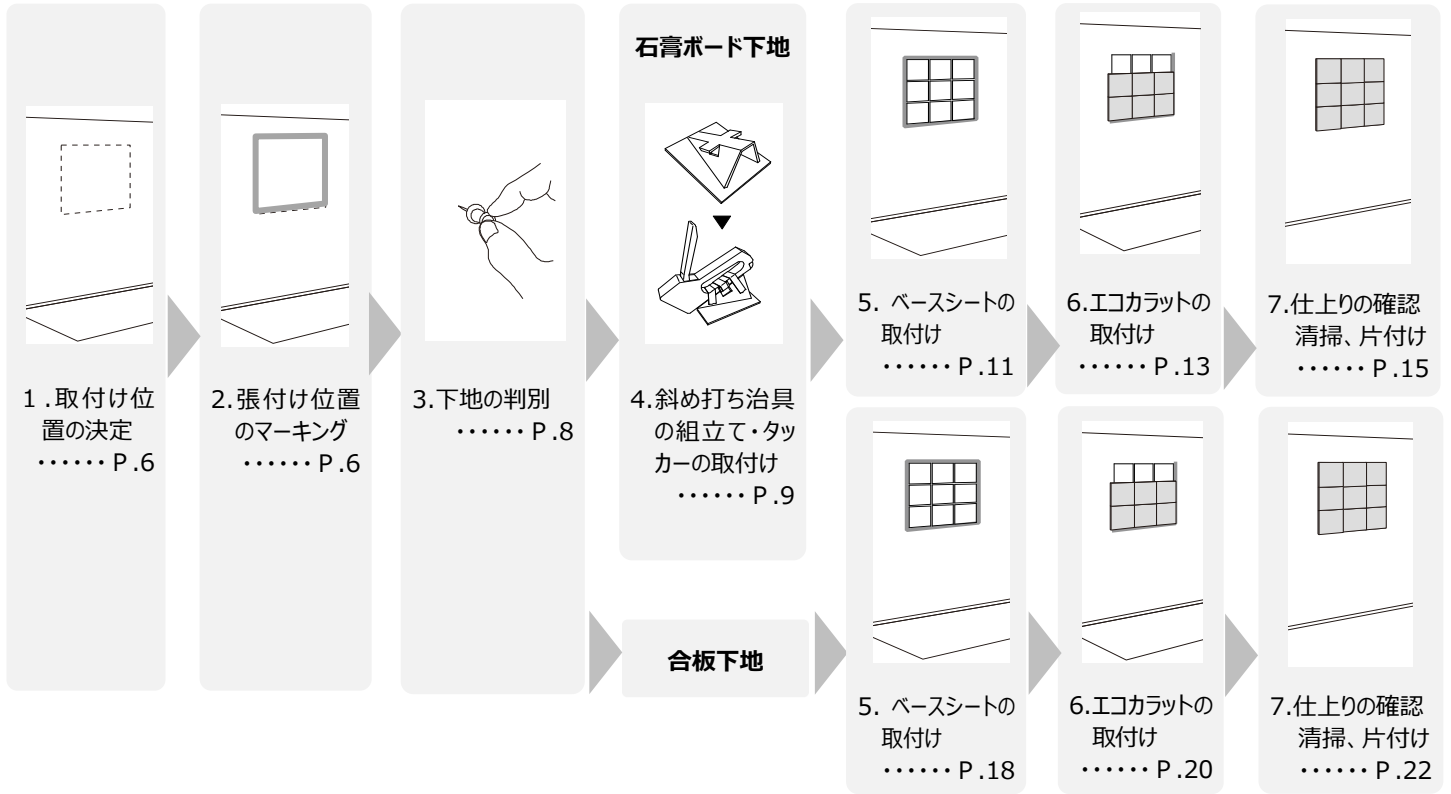 1.取付け位
置の決定
・・・・・・P.6
2.張付け位置
のマーキング
・・・・・・P.6
3.下地の判別
・・・・・・P.8
石膏ボード下地
4.斜め打ち治具
の組立て・タッ
カーの取付け
・・・・・・P.9
5. ベースシートの
取付け
・・・・・・P.11
6.エコカラットの
取付け
・・・・・・P.13
7.仕上りの確認
清掃、片付け
・・・・・・P.15
合板下地
5. ベースシートの
取付け
・・・・・・P.18
6.エコカラットの
取付け
・・・・・・P.20
7.仕上りの確認
清掃、片付け
・・・・・・P.22